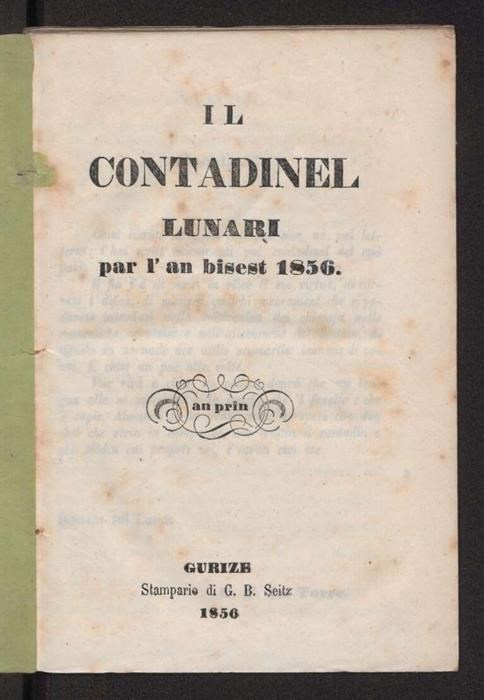 IL
CONTADINEL
LUNARI
par l' an bisest 1856.
an prin
GURIZE
Stampario di G. B. Seitz
1856